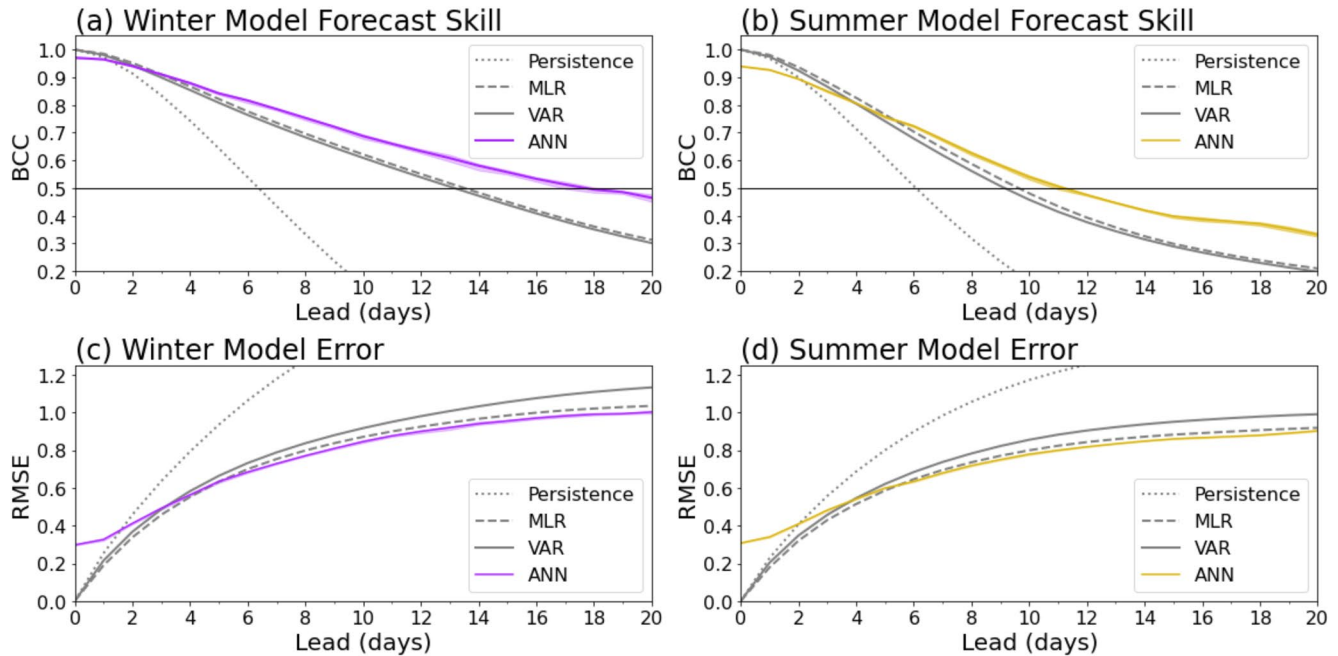 (a) Winter Model Forecast Skill
1.0
0.9
0.8
0.7
0.6
0.5
0.4
0.3
0.2
BCC
Persistence
MLR
VAR
ANN
0 2 4 6 8 10 12 14 16 18 20
Lead (days)
(b) Summer Model Forecast Skill
1.0
0.9
0.8
0.7
0.6
0.5
0.4
0.3
0.2
BCC
Persistence
MLR
VAR
ANN
0 2 4 6 8 10 12 14 16 18 20
Lead (days)
(c) Winter Model Error
1.2
1.0
0.8
0.6
0.4
0.2
0.0
RMSE
Persistence
MLR
VAR
ANN
0 2 4 6 8 10 12 14 16 18 20
Lead (days)
(d) Summer Model Error
1.2
1.0
0.8
0.6
0.4
0.2
0.0
RMSE
Persistence
MLR
VAR
ANN
0 2 4 6 8 10 12 14 16 18 20
Lead (days)